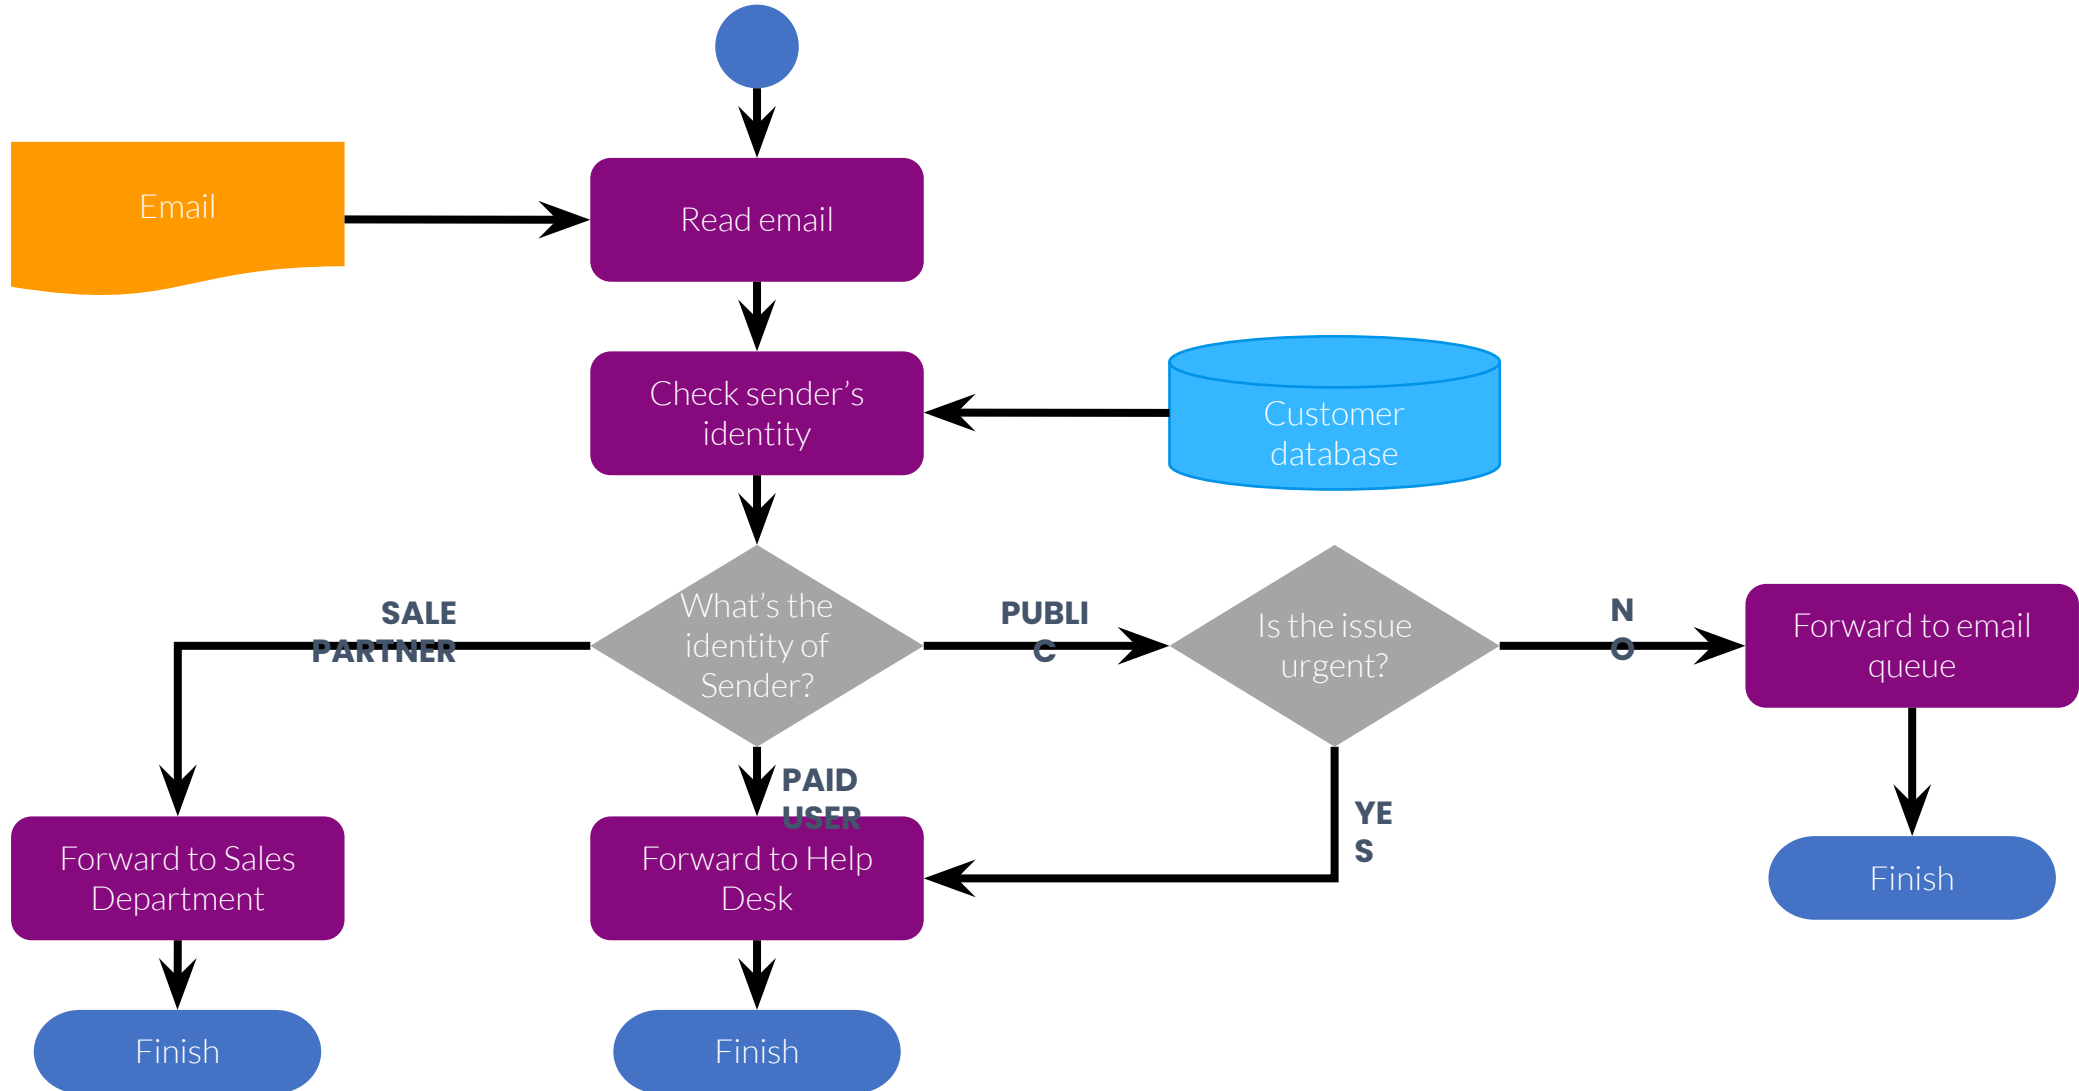 Email
Read email
Check sender’s
identity
Customer
database
SALE
PARTNER
What’s the
identity of
Sender?
PUBLI
C
Is the issue
urgent?
N
O
Forward to email
queue
PAID
USER
YE
S
Forward to Sales
Department
Forward to Help
Desk
Finish
Finish
Finish